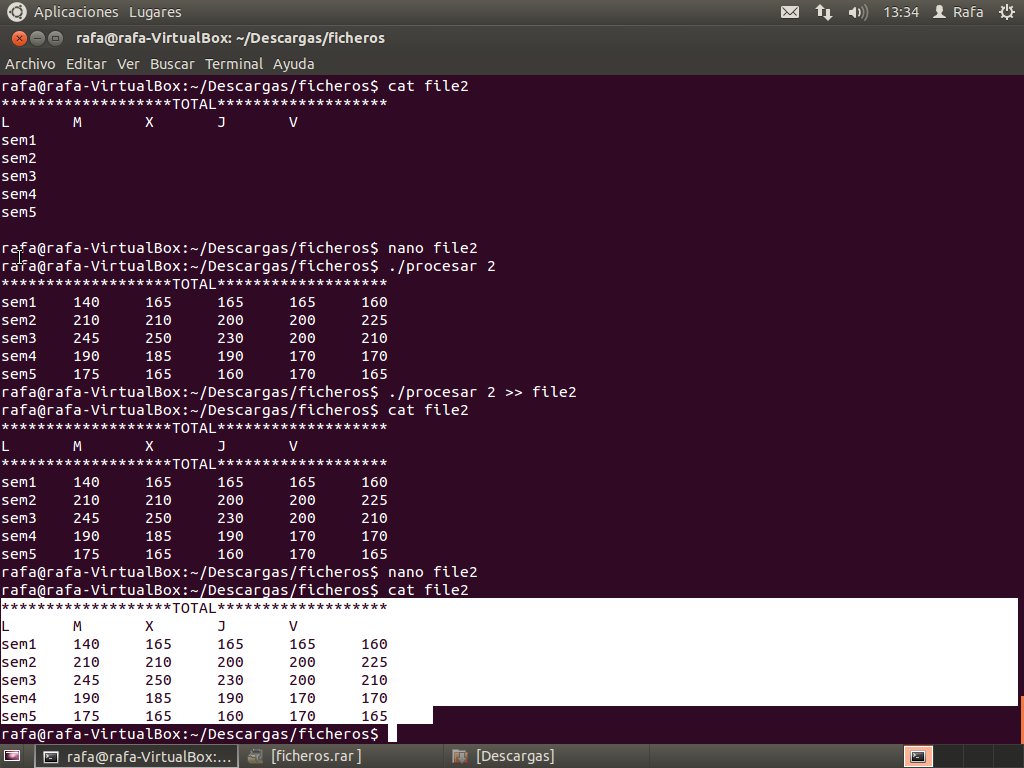 Aplicaciones Lugares 13:34 Rafa
rafa@rafa-VirtualBox: ~/Descargas/ficheros
Archivo Editar Ver Buscar Terminal Ayuda
rafa@rafa-VirtualBox:~/Descargas/ficheros$ cat file2
*******************TOTAL*******************
L       M       X       J       V
sem1
sem2
sem3
sem4
sem5
rafa@rafa-VirtualBox:~/Descargas/ficheros$ nano file2
rafa@rafa-VirtualBox:~/Descargas/ficheros$ ./procesar 2
*******************TOTAL*******************
sem1    140     165     165     165     160
sem2    210     210     200     200     225
sem3    245     250     230     200     210
sem4    190     185     190     170     170
sem5    175     165     160     170     165
rafa@rafa-VirtualBox:~/Descargas/ficheros$ ./procesar 2 >> file2
rafa@rafa-VirtualBox:~/Descargas/ficheros$ cat file2
*******************TOTAL*******************
L       M       X       J       V
*******************TOTAL*******************
sem1    140     165     165     165     160
sem2    210     210     200     200     225
sem3    245     250     230     200     210
sem4    190     185     190     170     170
sem5    175     165     160     170     165
rafa@rafa-VirtualBox:~/Descargas/ficheros$ nano file2
rafa@rafa-VirtualBox:~/Descargas/ficheros$ cat file2
*******************TOTAL*******************
L       M       X       J       V
sem1    140     165     165     165     160
sem2    210     210     200     200     225
sem3    245     250     230     200     210
sem4    190     185     190     170     170
sem5    175     165     160     170     165
rafa@rafa-VirtualBox:~/Descargas/ficheros$
rafa@rafa-VirtualBox:... [ficheros.rar ] [Descargas]